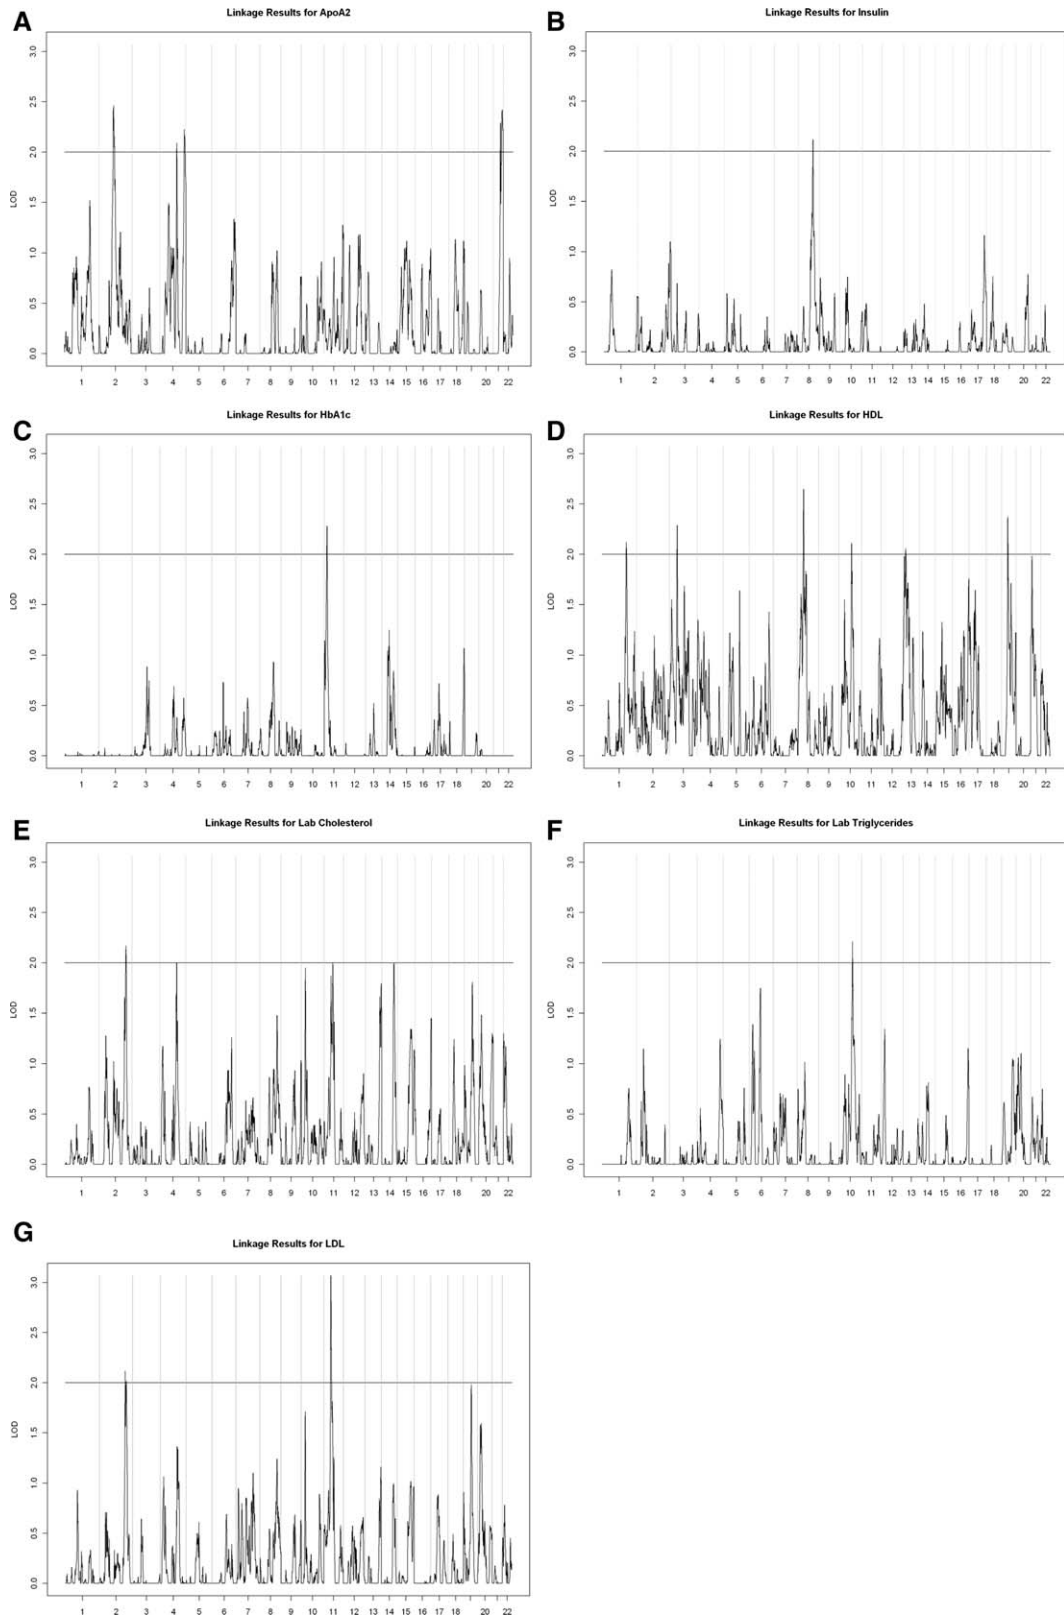 A
Linkage Results for ApoA2
LOD
3.0
2.5
2.0
1.5
1.0
0.5
0.0
1 2 3 4 5 6 7 8 9 10 11 12 13 14 15 16 17 18 20 22
B
Linkage Results for Insulin
LOD
3.0
2.5
2.0
1.5
1.0
0.5
0.0
1 2 3 4 5 6 7 8 9 10 11 12 13 14 15 16 17 18 20 22
C
Linkage Results for HbA1c
LOD
3.0
2.5
2.0
1.5
1.0
0.5
0.0
1 2 3 4 5 6 7 8 9 10 11 12 13 14 15 16 17 18 20 22
D
Linkage Results for HDL
LOD
3.0
2.5
2.0
1.5
1.0
0.5
0.0
1 2 3 4 5 6 7 8 9 10 11 12 13 14 15 16 17 18 20 22
E
Linkage Results for Lab Cholesterol
LOD
3.0
2.5
2.0
1.5
1.0
0.5
0.0
1 2 3 4 5 6 7 8 9 10 11 12 13 14 15 16 17 18 20 22
F
Linkage Results for Lab Triglycerides
LOD
3.0
2.5
2.0
1.5
1.0
0.5
0.0
1 2 3 4 5 6 7 8 9 10 11 12 13 14 15 16 17 18 20 22
G
Linkage Results for LDL
LOD
3.0
2.5
2.0
1.5
1.0
0.5
0.0
1 2 3 4 5 6 7 8 9 10 11 12 13 14 15 16 17 18 20 22